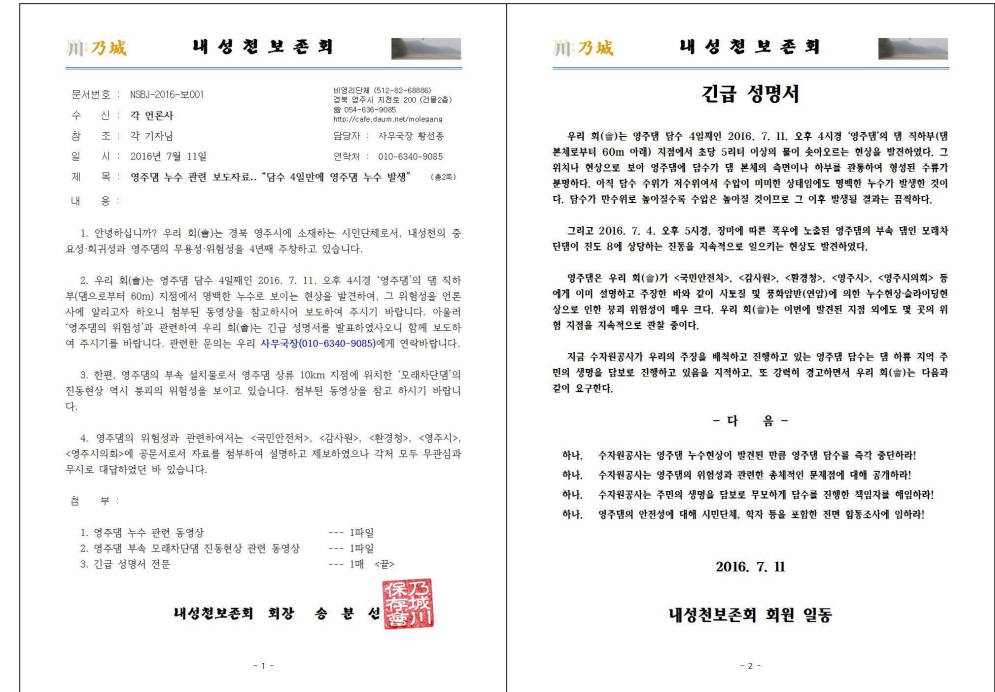 川:乃城 내성천보존회
문서번호 : NSBJ-2016-보001
비영리단체 (512-82-68886)
경북 영주시 지천로 200 (건물2층)
☎ 054-636-9085
http://cafe.daum.net/molegang
수 신 : 각 언론사
참 조 : 각 기자님
담당자 : 사무국장 황선종
일 시 : 2016년 7월 11일
연락처 : 010-6340-9085
제 목 : 영주댐 누수 관련 보도자료.. “담수 4일만에 영주댐 누수 발생” (총2쪽)
내 용 :
1. 안녕하십니까? 우리 회(會)는 경북 영주시에 소재하는 시민단체로서, 내성천의 중
요성·회귀성과 영주댐의 무용성·위험성을 4년째 주창하고 있습니다.
2. 우리 회(會)는 영주댐 담수 4일째인 2016. 7. 11. 오후 4시경 ‘영주댐’의 댐 직하
부(댐으로부터 60m) 지점에서 명백한 누수로 보이는 현상을 발견하여, 그 위험성을 언론
사에 알리고자 하오니 첨부된 동영상을 참고하시어 보도하여 주시기 바랍니다. 아울러
‘영주댐의 위험성’과 관련하여 우리 회(會)는 긴급 성명서를 발표하였사오니 함께 보도하
여 주시기를 바랍니다. 관련한 문의는 우리 사무국장(010-6340-9085)에게 연락바랍니다.
3. 한편, 영주댐의 부속 설치물로서 영주댐 상류 10km 지점에 위치한 ‘모래차단댐’의
진동현상 역시 붕괴의 위험성을 보이고 있습니다. 첨부된 동영상을 참고 하시기 바랍니
다.
4. 영주댐의 위험성과 관련하여서는 <국민안전처>, <감사원>, <환경청>, <영주시>,
<영주시의회>에 공문서로서 자료를 첨부하여 설명하고 제보하였으나 각처 모두 무관심과
무시로 대답하였던 바 있습니다.
첨 부 :
1. 영주댐 누수 관련 동영상 --- 1파일
2. 영주댐 부속 모래차단댐 진동현상 관련 동영상 --- 1파일
3. 긴급 성명서 전문 --- 1매 <끝>
내성천보존회 회장 송 분 선
乃城川保存會
- 1 -
川:乃城 내성천보존회
긴급 성명서
우리 회(會)는 영주댐 담수 4일째인 2016. 7. 11. 오후 4시경 ‘영주댐’의 댐 직하부(댐
본체로부터 60m 아래) 지점에서 초당 5리터 이상의 물이 솟아오르는 현상을 발견하였다. 그
위치나 현상으로 보아 영주댐에 담수가 댐 본체의 측면이나 하부를 관통하여 형성된 수류가
분명하다. 아직 담수 수위가 저수위여서 수압이 미미한 상태임에도 명백한 누수가 발생한 것이
다. 담수가 만수위로 높아질수록 수압은 높아질 것이므로 그 이후 발생될 결과는 끔찍하다.
그리고 2016. 7. 4. 오후 5시경, 장마에 따른 폭우에 노출된 영주댐의 부속 댐인 모래차
단댐이 진도 8에 상당하는 진동을 지속적으로 일으키는 현상도 발견하였다.
영주댐은 우리 회(會)가 <국민안전처>, <감사원>, <환경청>, <영주시>, <영주시의회> 등
에게 이미 설명하고 주장한 바와 같이 사토질 및 풍화암반(연암)에 의한 누수현상·슬라이딩현
상으로 인한 붕괴 위험성이 매우 크다. 우리 회(會)는 이번에 발견된 지점 외에도 몇 곳의 위
험 지점을 지속적으로 관찰 중이다.
지금 수자원공사가 우리의 주장을 배척하고 진행하고 있는 영주댐 담수는 댐 하류 지역 주
민의 생명을 담보로 진행하고 있음을 지적하고, 또 강력히 경고하면서 우리 회(會)는 다음과
같이 요구한다.
- 다 음 -
하나. 수자원공사는 영주댐 누수현상이 발견된 만큼 영주댐 담수를 즉각 중단하라!
하나. 수자원공사는 영주댐의 위험성과 관련한 총체적인 문제점에 대해 공개하라!
하나. 수자원공사는 주민의 생명을 담보로 무모하게 담수를 진행한 책임자를 해임하라!
하나. 영주댐의 안전성에 대해 시민단체, 학자 등을 포함한 전면 합동조사에 임하라!
2016. 7. 11
내성천보존회 회원 일동
- 2 -